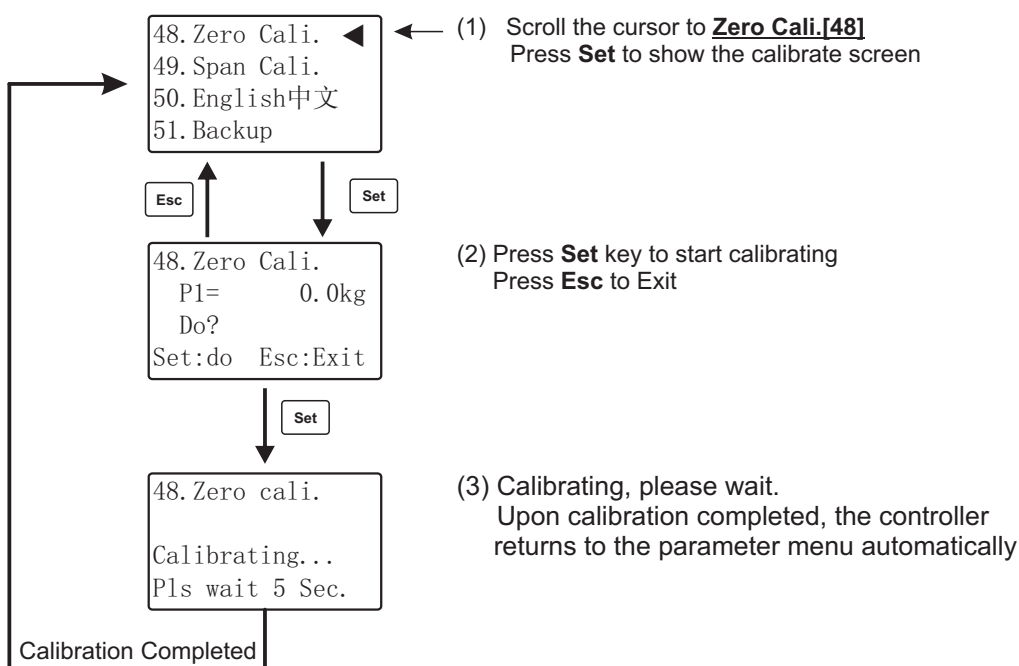 48.Zero Cali. ◀
49.Span Cali.
50.English中文
51.Backup
(1) Scroll the cursor to Zero Cali.[48]
Press Set to show the calibrate screen
Esc
Set
48.Zero Cali.
P1= 0.0kg
Do?
Set:do Esc:Exit
(2) Press Set key to start calibrating
Press Esc to Exit
Set
48.Zero cali.
Calibrating...
Pls wait 5 Sec.
(3) Calibrating, please wait.
Upon calibration completed, the controller
returns to the parameter menu automatically
Calibration Completed